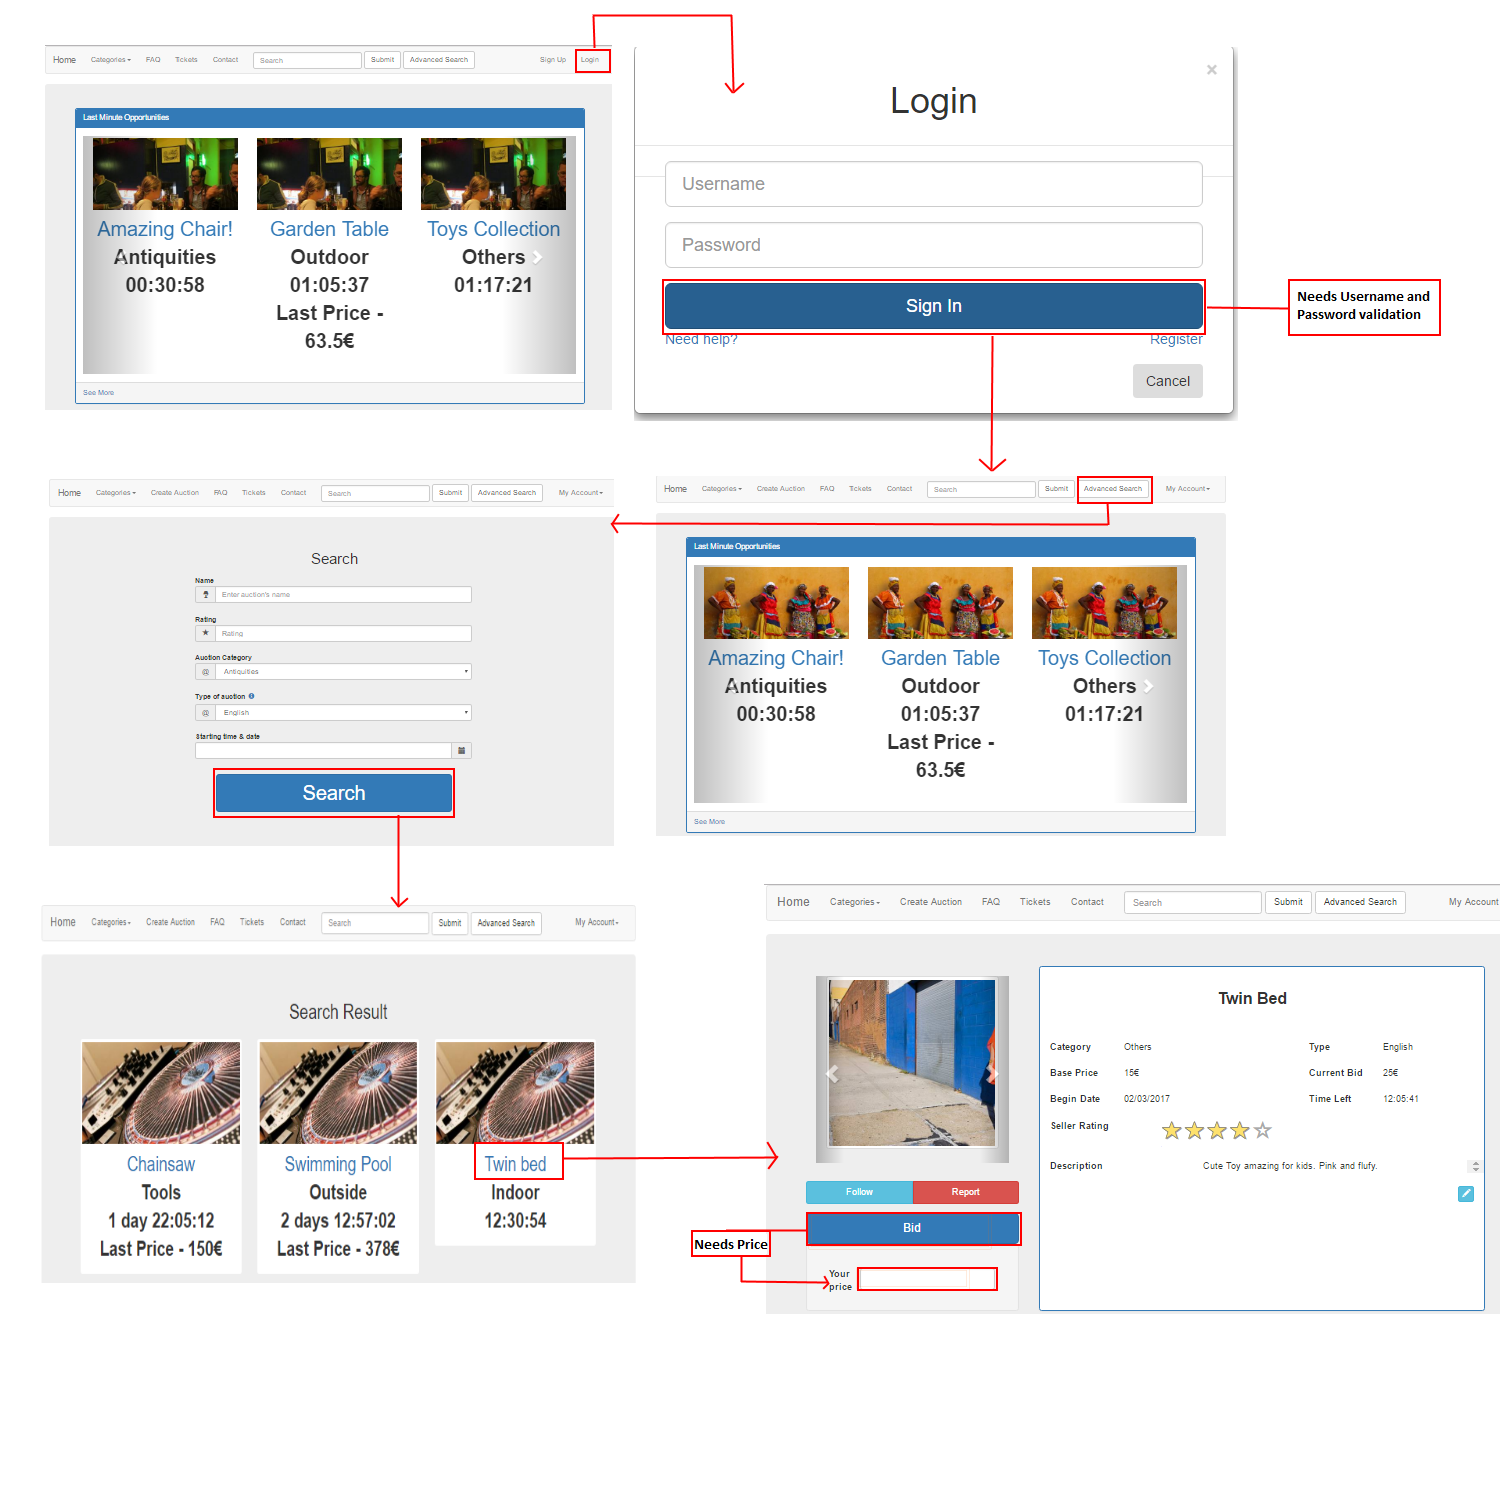 Home Categories FAQ Tickets Contact Search Submit Advanced Search Sign Up Login
Last Minute Opportunities
Amazing Chair! Garden Table Toys Collection
Antiquities Outdoor Others
00:30:58 01:05:37 01:17:21
Last Price -
63.5€
See More
×
Login
Username
Password
Sign In
Need help? Register
Cancel
Needs Username and
Password validation
Home Categories Create Auction FAQ Tickets Contact Search Submit Advanced Search My Account
Last Minute Opportunities
Amazing Chair! Garden Table Toys Collection
Antiquities Outdoor Others
00:30:58 01:05:37 01:17:21
Last Price -
63.5€
See More
Home Categories Create Auction FAQ Tickets Contact Search Submit Advanced Search My Account
Search
Name
Enter auction's name
Rating
Rating
Auction Category
@ Antiquities
Type of auction
@ English
Starting time & date
Search
Home Categories Create Auction FAQ Tickets Contact Search Submit Advanced Search My Account
Search Result
Chainsaw Swimming Pool Twin bed
Tools Outside Indoor
1 day 22:05:12 2 days 12:57:02 12:30:54
Last Price - 150€ Last Price - 378€
Home Categories Create Auction FAQ Tickets Contact Search Submit Advanced Search My Account
Twin Bed
Category Others Type English
Base Price 15€ Current Bid 25€
Begin Date 02/03/2017 Time Left 12:05:41
Seller Rating
Description Cute Toy amazing for kids. Pink and flufy.
Follow Report
Bid
Needs Price
Your
price